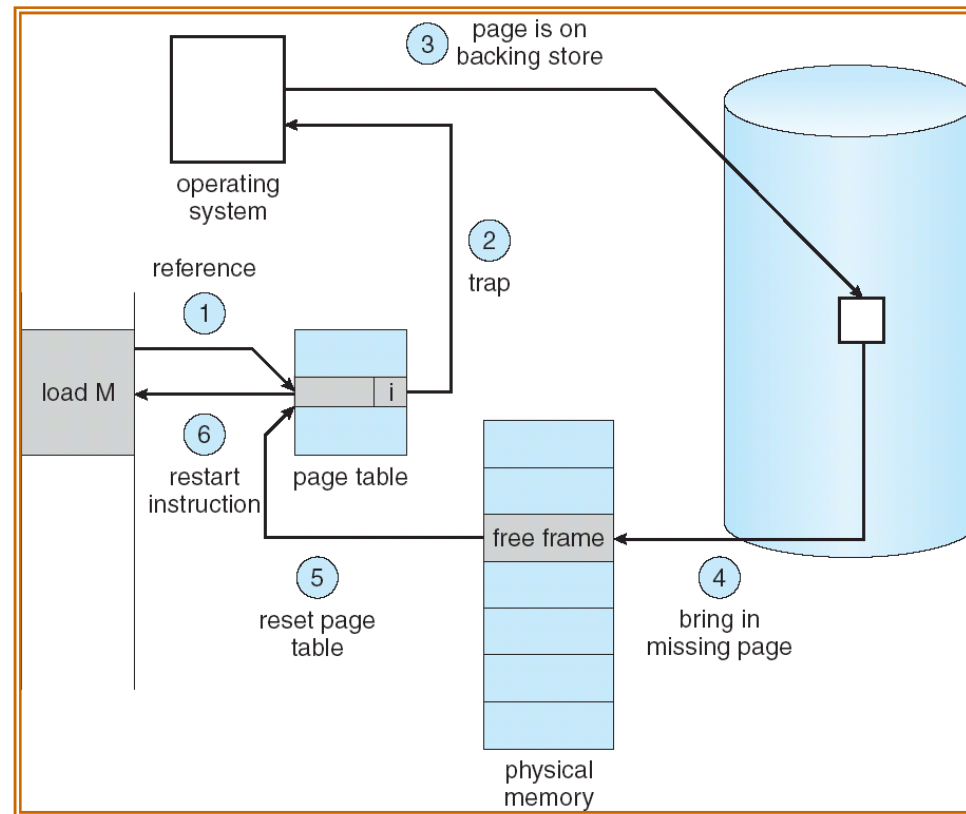 3
page is on
backing store
operating
system
2
trap
reference
1
load M
i
6
restart
instruction
page table
free frame
5
reset page
table
4
bring in
missing page
physical
memory